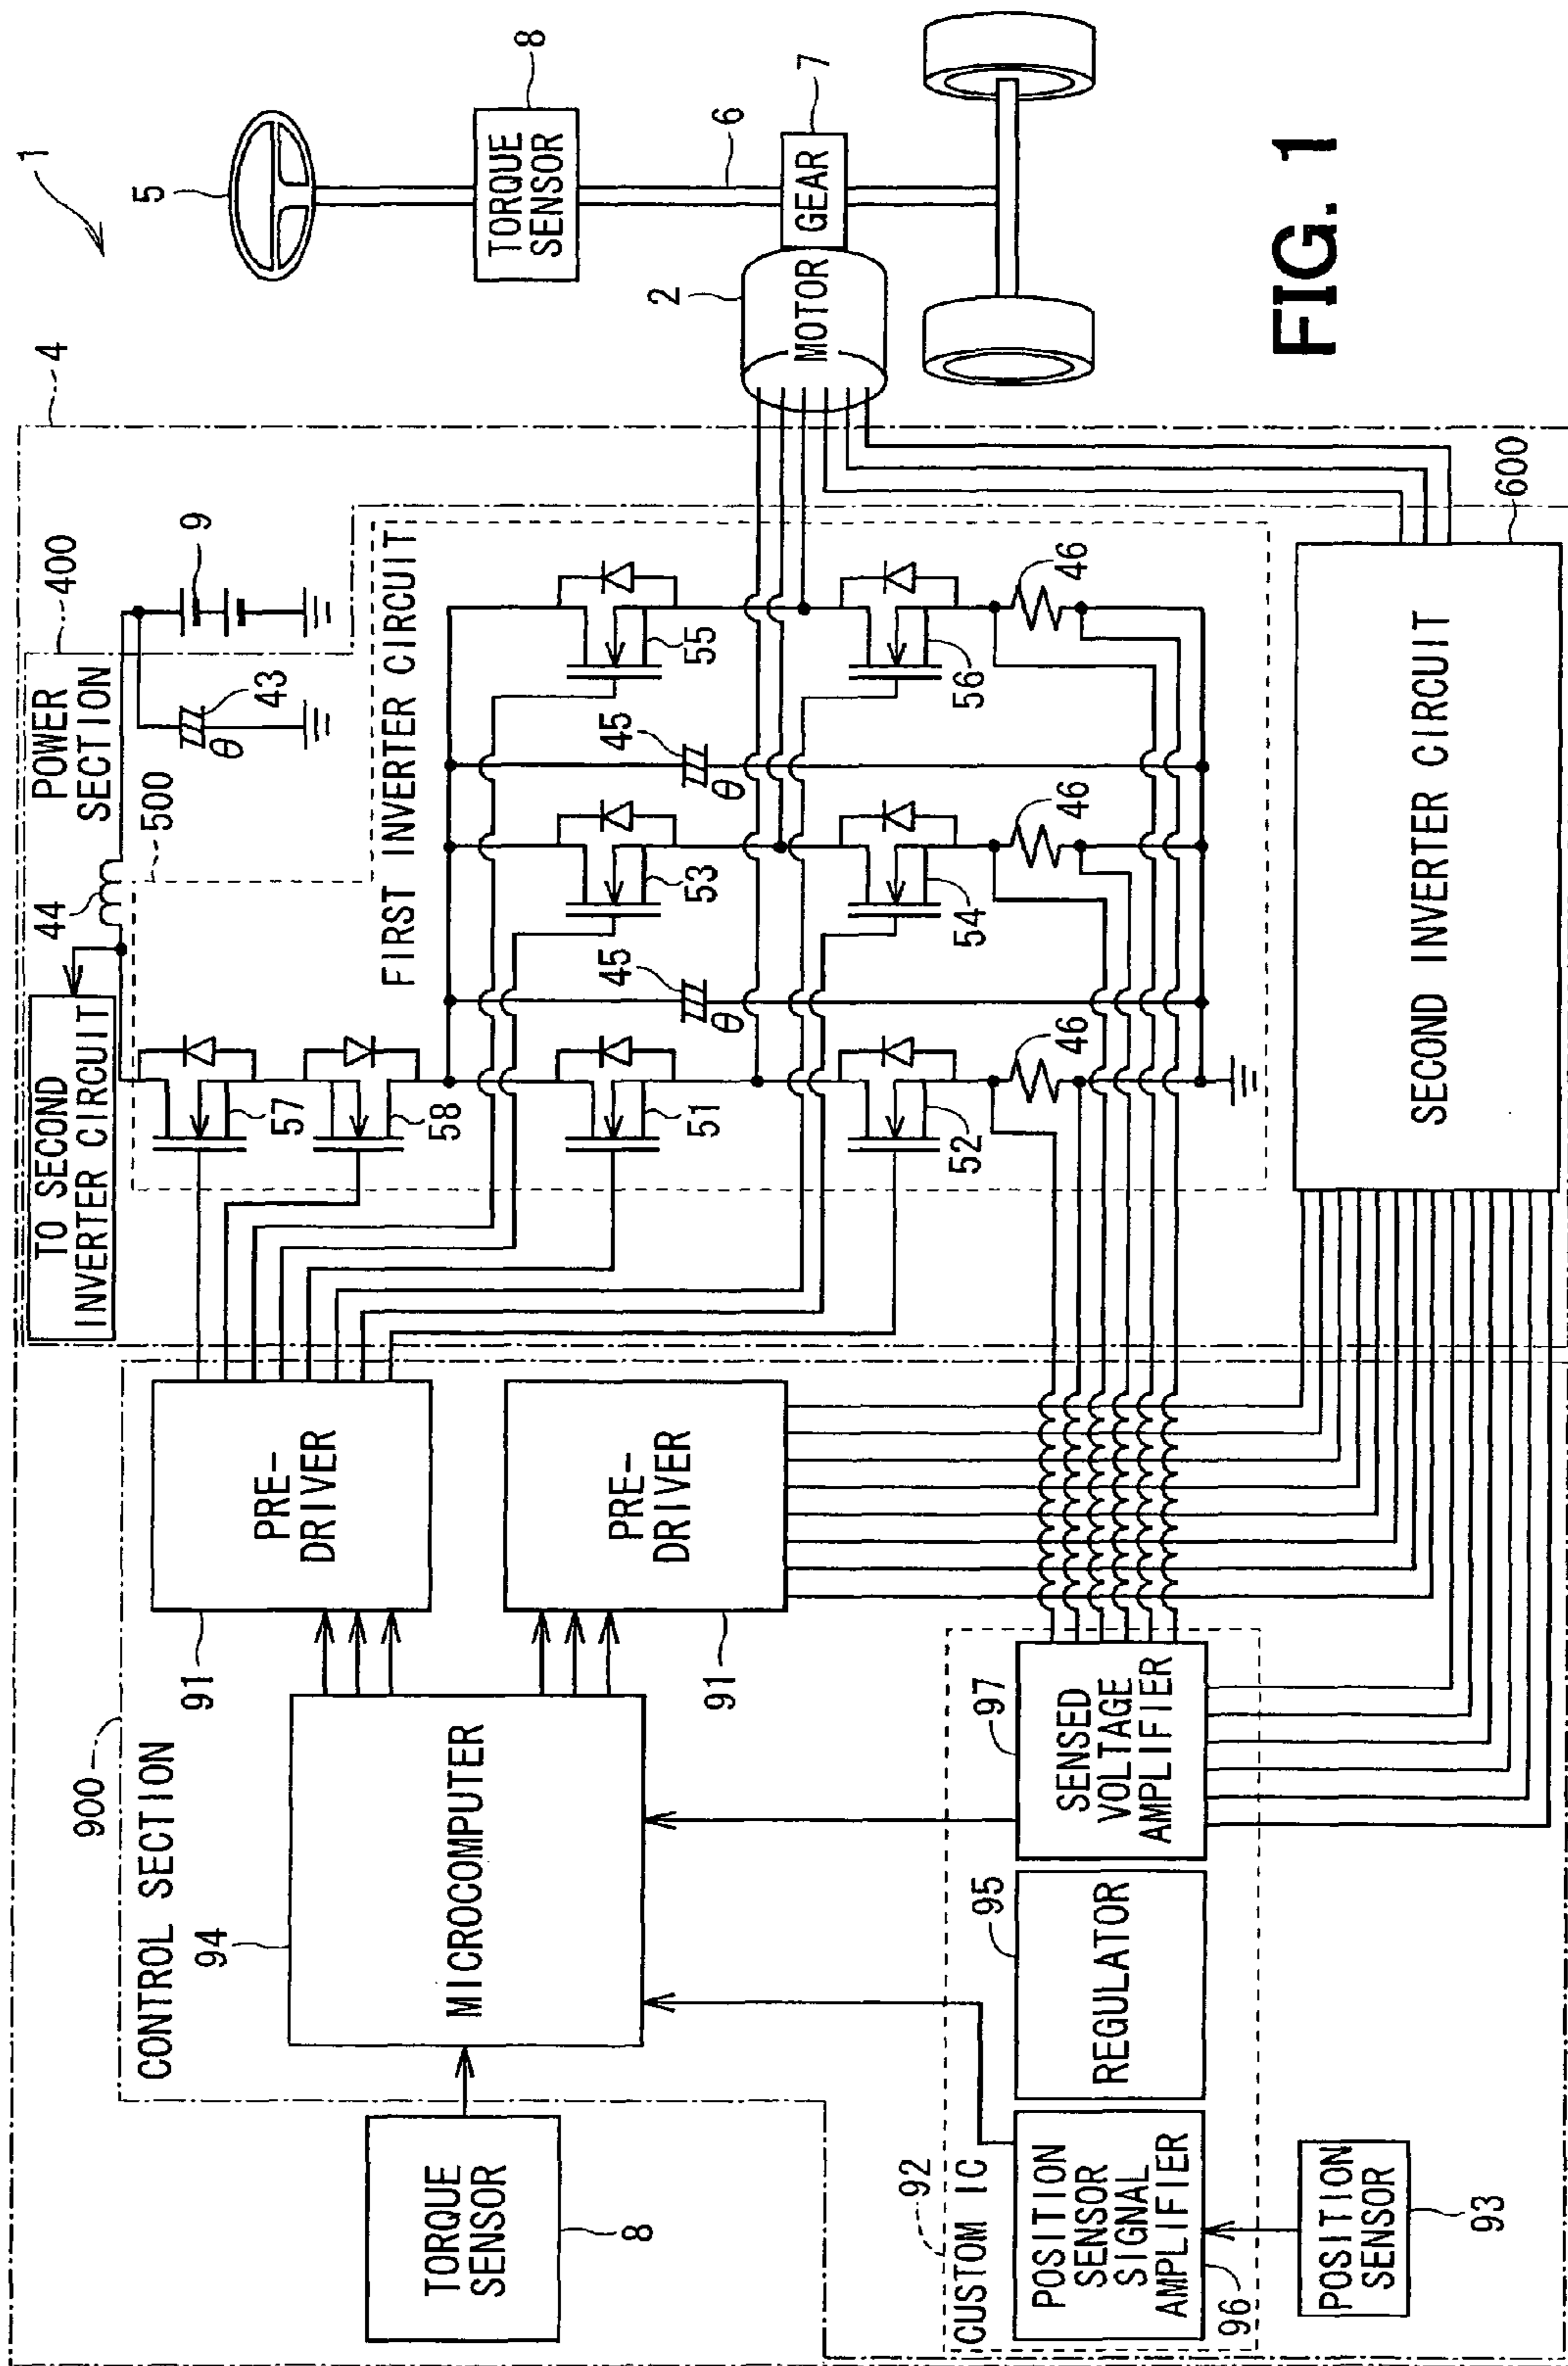 FIG. 1
1
5
8
TORQUE
SENSOR
6
7
GEAR
2
MOTOR
4
400
POWER
SECTION
9
43
θ
44
500
TO SECOND
INVERTER CIRCUIT
FIRST INVERTER CIRCUIT
57
58
51
53
55
45
θ
45
θ
52
54
56
46
46
46
600
SECOND INVERTER CIRCUIT
900
CONTROL SECTION
PRE-
DRIVER
91
PRE-
DRIVER
91
94
MICROCOMPUTER
TORQUE
SENSOR
8
92
CUSTOM IC
97
SENSED
VOLTAGE
AMPLIFIER
95
REGULATOR
POSITION
SENSOR
SIGNAL
AMPLIFIER
96
POSITION
SENSOR
93